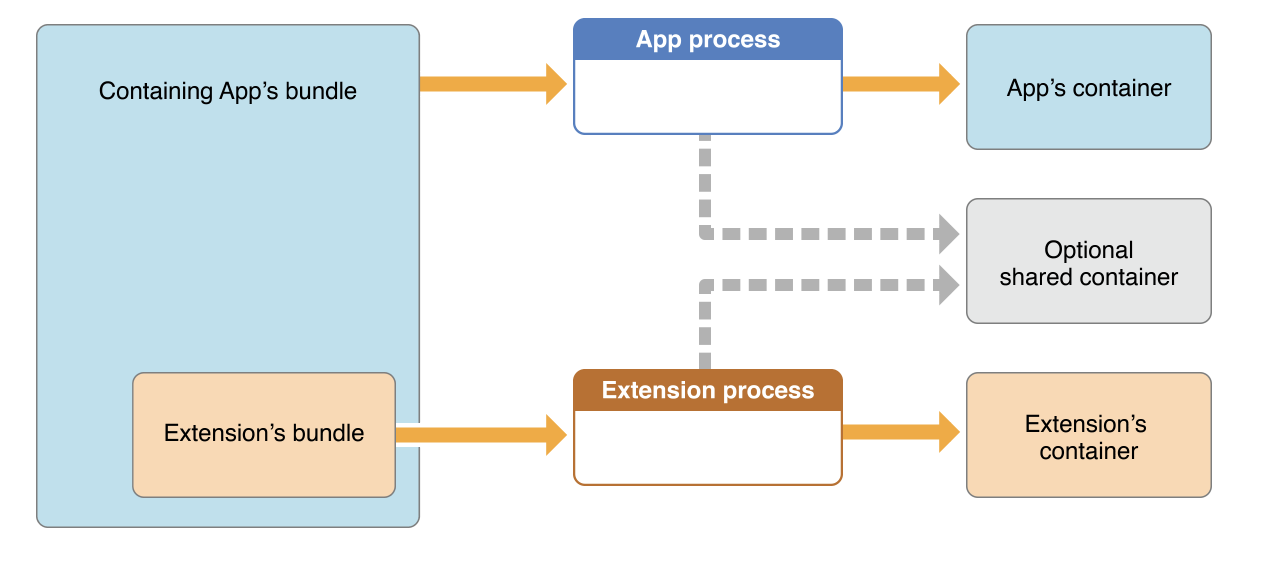 Containing App’s bundle
App process
App’s container
Optional
shared container
Extension’s bundle
Extension process
Extension’s
container